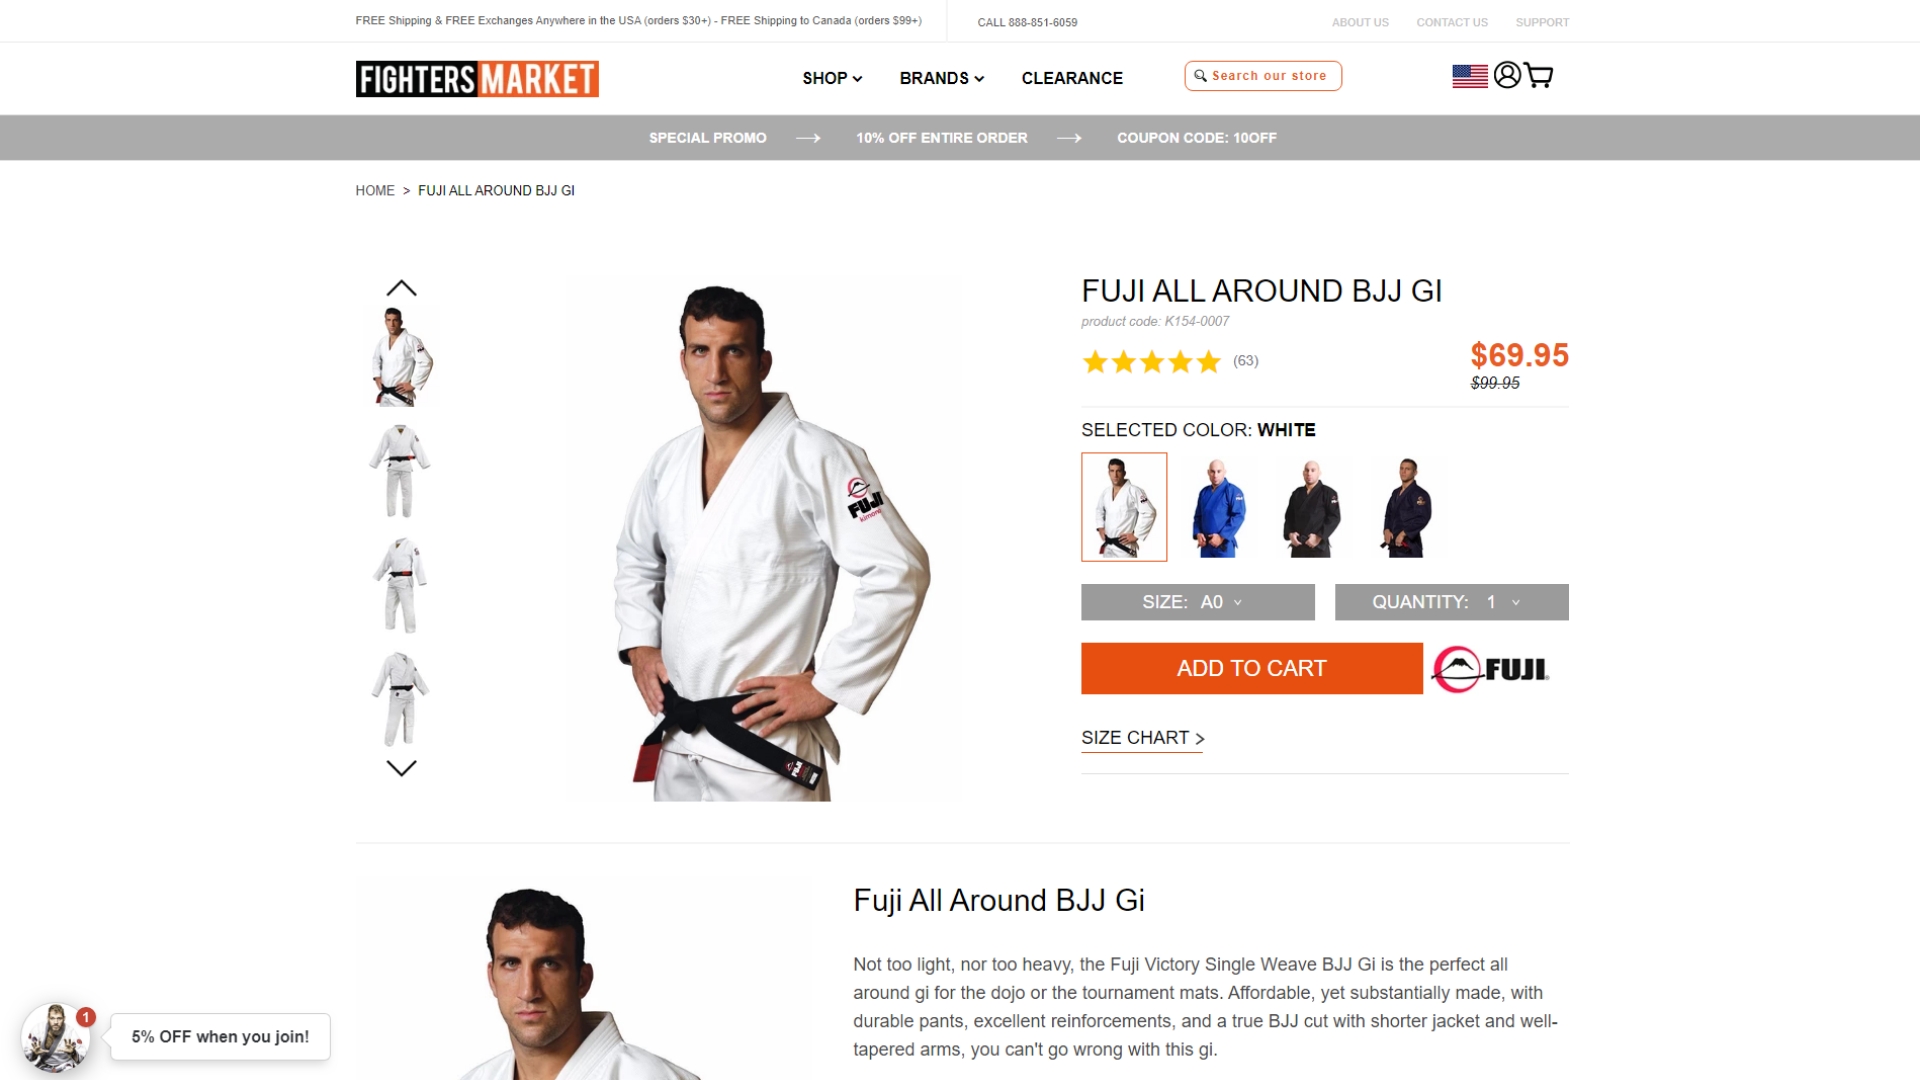 FREE Shipping & FREE Exchanges Anywhere in the USA (orders $30+) - FREE Shipping to Canada (orders $99+)
CALL 888-851-6059
ABOUT US
CONTACT US
SUPPORT
FIGHTERS MARKET
SHOP
BRANDS
CLEARANCE
Search our store
SPECIAL PROMO
10% OFF ENTIRE ORDER
COUPON CODE: 10OFF
HOME > FUJI ALL AROUND BJJ GI
FUJI ALL AROUND BJJ GI
product code: K154-0007
(63)
$69.95
$99.95
SELECTED COLOR: WHITE
FUJI
kimono
SIZE: A0
QUANTITY: 1
ADD TO CART
FUJI
SIZE CHART >
Fuji All Around BJJ Gi
Not too light, nor too heavy, the Fuji Victory Single Weave BJJ Gi is the perfect all
around gi for the dojo or the tournament mats. Affordable, yet substantially made, with
durable pants, excellent reinforcements, and a true BJJ cut with shorter jacket and well-
tapered arms, you can't go wrong with this gi.
1
5% OFF when you join!